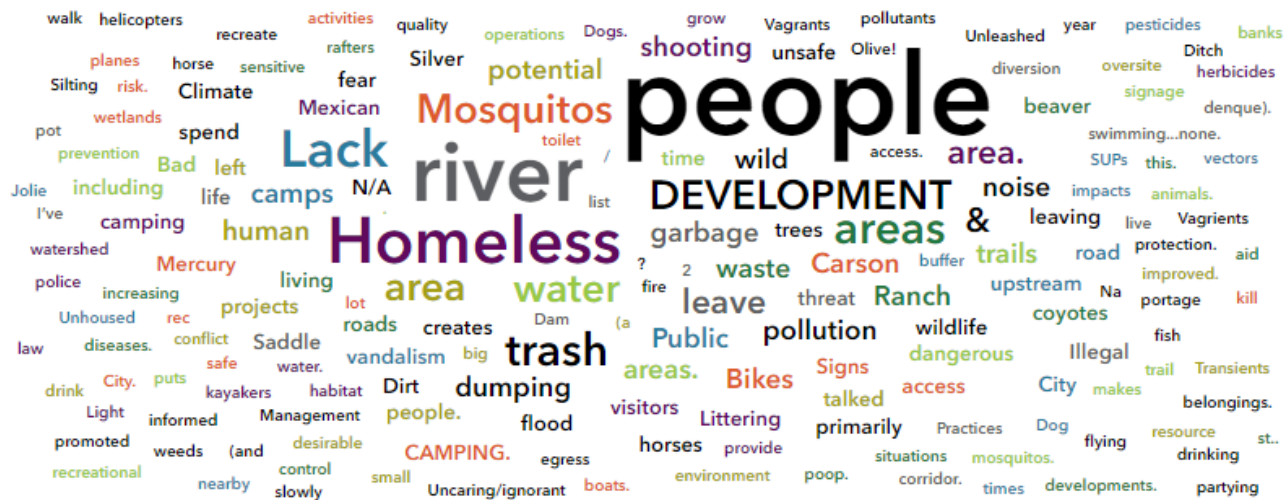 walk helicopters activities quality operations Dogs. grow Vagrants pollutants Unleashed year pesticides banks
recreate rafters Silver potential shooting unsafe Olive! Ditch
planes horse sensitive fear people diversion oversite herbicides
Silting risk. Climate Mexican Mosquitos beaver signage denque).
pot wetlands spend Lack toilet swimming...none.
prevention Bad left river / time wild access. area. SUPs this. vectors
Jolie including life camps N/A list DEVELOPMENT noise impacts animals.
I've camping human Homeless garbage trees areas & leaving live Vagrients
watershed Mercury living ? 2 waste Carson buffer trails road protection. aid
police increasing projects lot area water fire leave threat Ranch upstream Na portage improved. kill
Unhoused rec roads creates Dam (a Public pollution wildlife coyotes fish
law diseases. conflict Saddle vandalism big trash dangerous Illegal
drink City. puts safe water. areas. Bikes Signs access City makes trail Transients
kayakers habitat Dirt dumping visitors talked belongings.
Light informed Management people. flood Littering primarily Practices Dog flying resource st..
promoted weeds (and desirable CAMPING. egress horses provide situations mosquitos. drinking
recreational nearby control slowly small Uncaring/ignorant boats. environment poop. corridor. times developments. partying